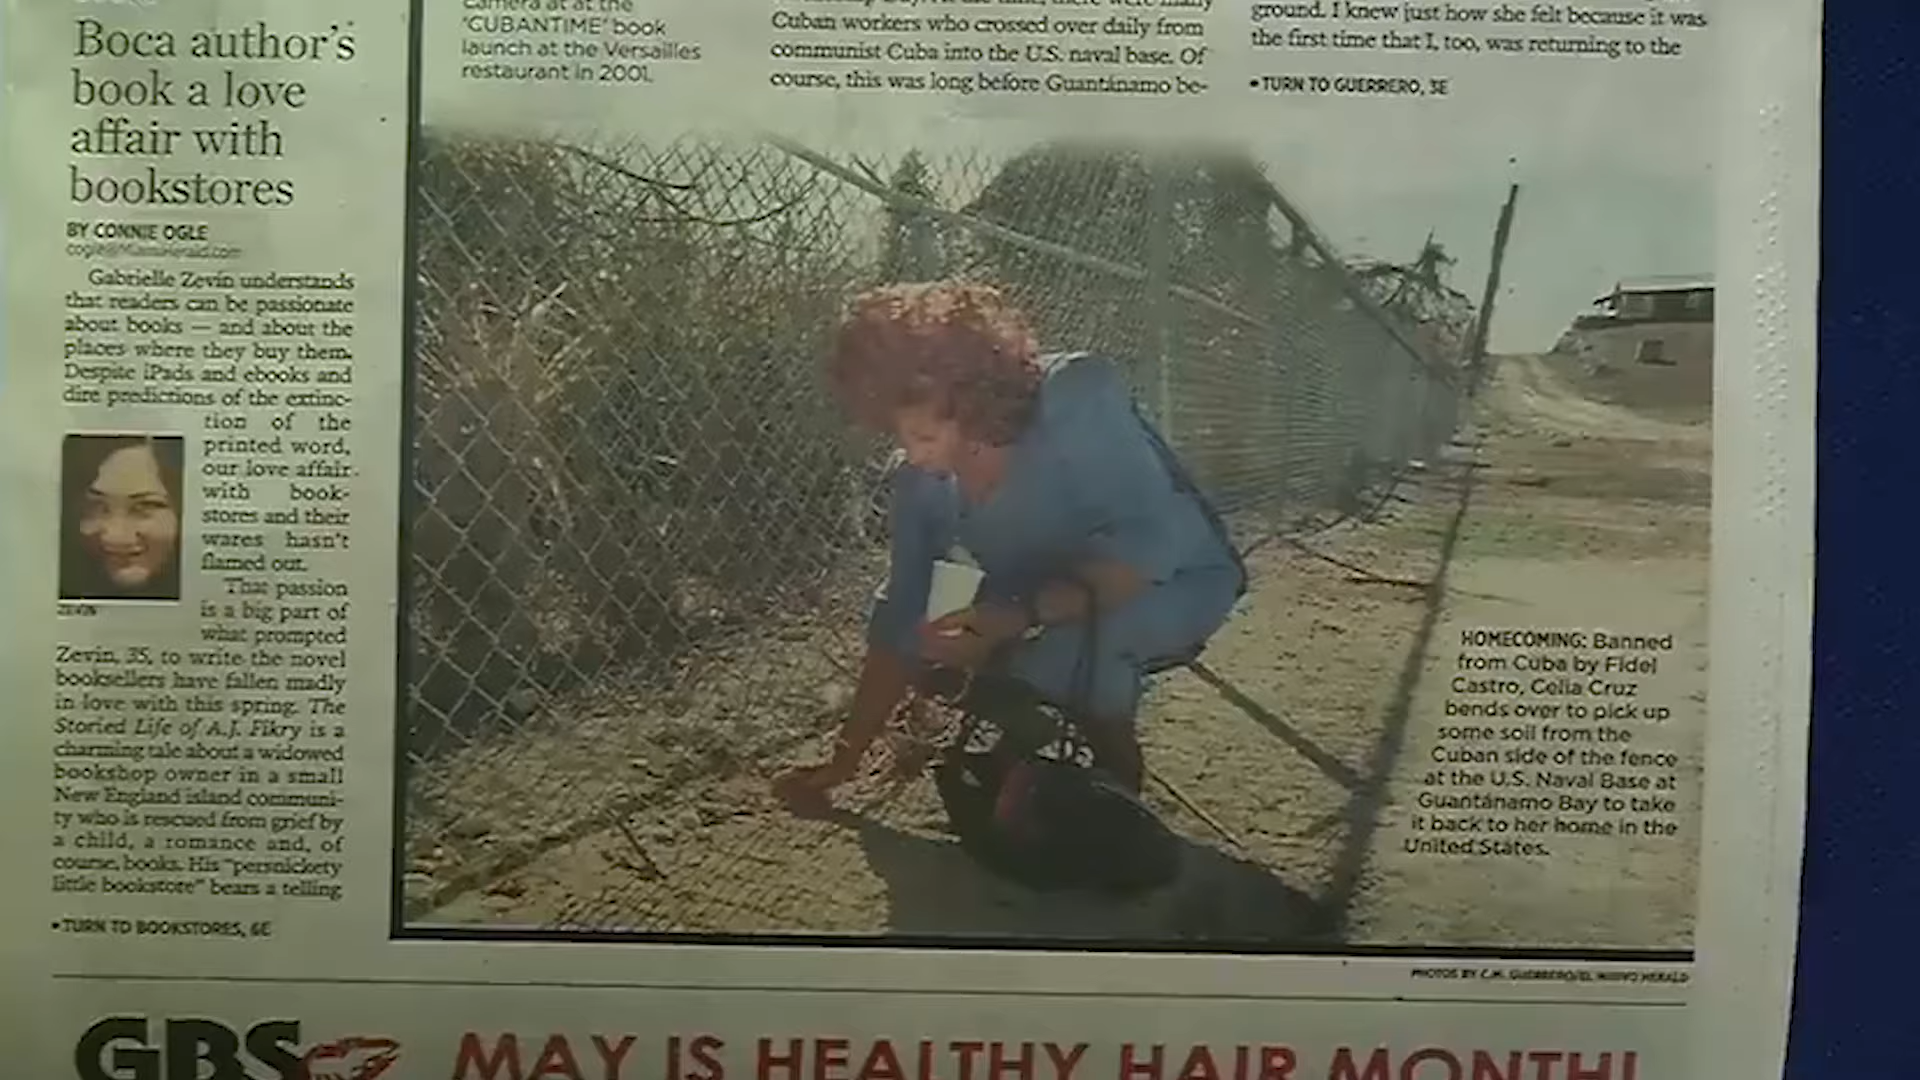 Boca author's
book a love
affair with
bookstores
BY CONNIE OGLE
cogle@MiamiHerald.com
Gabrielle Zevin understands
that readers can be passionate
about books — and about the
places where they buy them.
Despite iPads and ebooks and
dire predictions of the extinc-
tion of the
printed word,
our love affair
with book-
stores and their
wares hasn't
flamed out.
That passion
is a big part of
what prompted
ZEVIN
Zevin, 35, to write the novel
booksellers have fallen madly
in love with this spring. The
Storied Life of A.J. Fikry is a
charming tale about a widowed
bookshop owner in a small
New England island communi-
ty who is rescued from grief by
a child, a romance and, of
course, books. His "persnickety
little bookstore" bears a telling
• TURN TO BOOKSTORES, 6E
camera at at the
'CUBANTIME' book
launch at the Versailles
restaurant in 2001.
Cuban workers who crossed over daily from
communist Cuba into the U.S. naval base. Of
course, this was long before Guantánamo be-
ground. I knew just how she felt because it was
the first time that I, too, was returning to the
• TURN TO GUERRERO, 3E
HOMECOMING: Banned
from Cuba by Fidel
Castro, Celia Cruz
bends over to pick up
some soil from the
Cuban side of the fence
at the U.S. Naval Base at
Guantánamo Bay to take
it back to her home in the
United States.
PHOTOS BY C.M. GUERRERO/EL NUEVO HERALD
GBS
MAY IS HEALTHY HAIR MONTH!